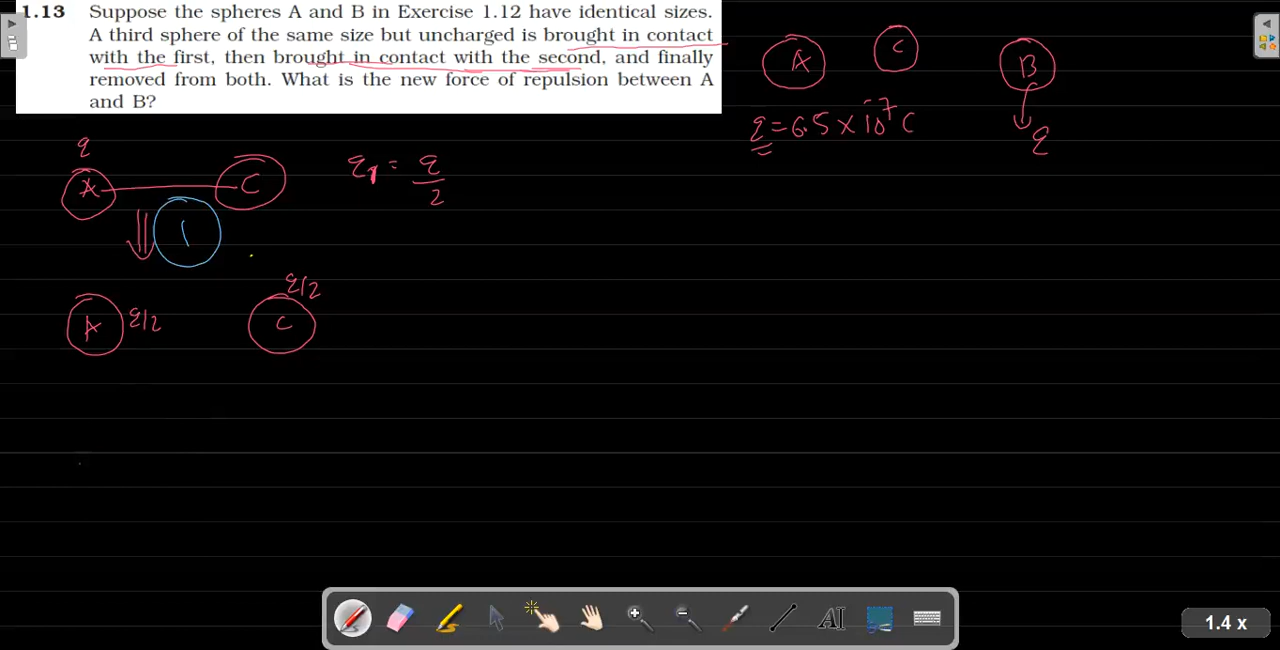 1.13 Suppose the spheres A and B in Exercise 1.12 have identical sizes.
A third sphere of the same size but uncharged is brought in contact
with the first, then brought in contact with the second, and finally
removed from both. What is the new force of repulsion between A
and B?
A C B
q = 6.5 × 10⁻⁷ C
q
q
A C
q₁ = q/2
1
q/2
A q/2 C
AI
1.4 x